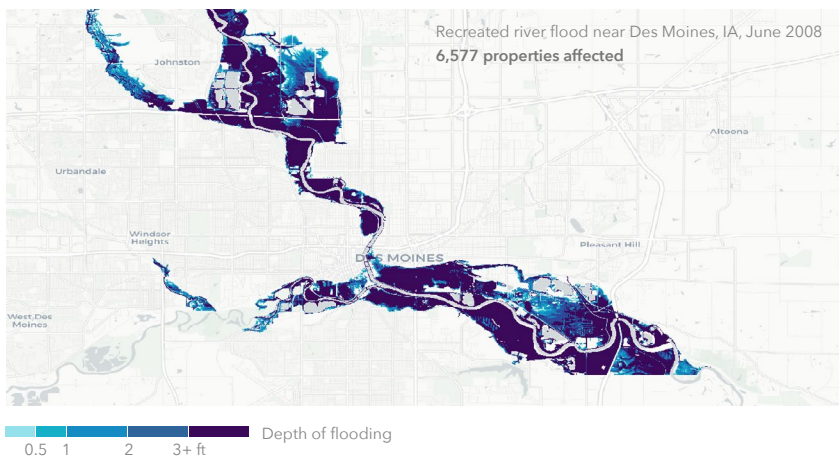 Recreated river flood near Des Moines, IA, June 2008
6,577 properties affected
Johnston
Altoona
Urbandale
Windsor
Heights
Pleasant Hill
DES MOINES
West Des
Moines
0.5 1 2 3+ ft
Depth of flooding